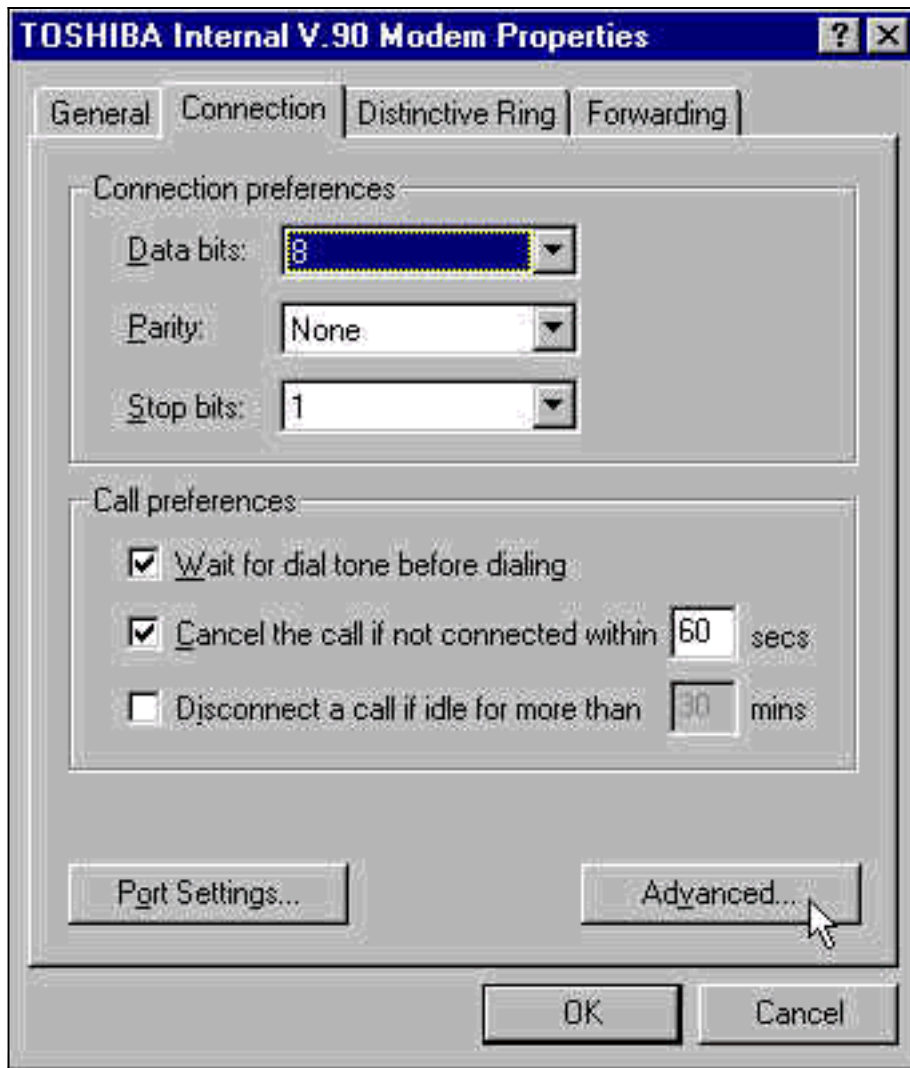 TOSHIBA Internal V.90 Modem Properties
General Connection Distinctive Ring Forwarding
Connection preferences
Data bits: 8
Parity: None
Stop bits: 1
Call preferences
Wait for dial tone before dialing
Cancel the call if not connected within 60 secs
Disconnect a call if idle for more than 30 mins
Port Settings... Advanced...
OK Cancel